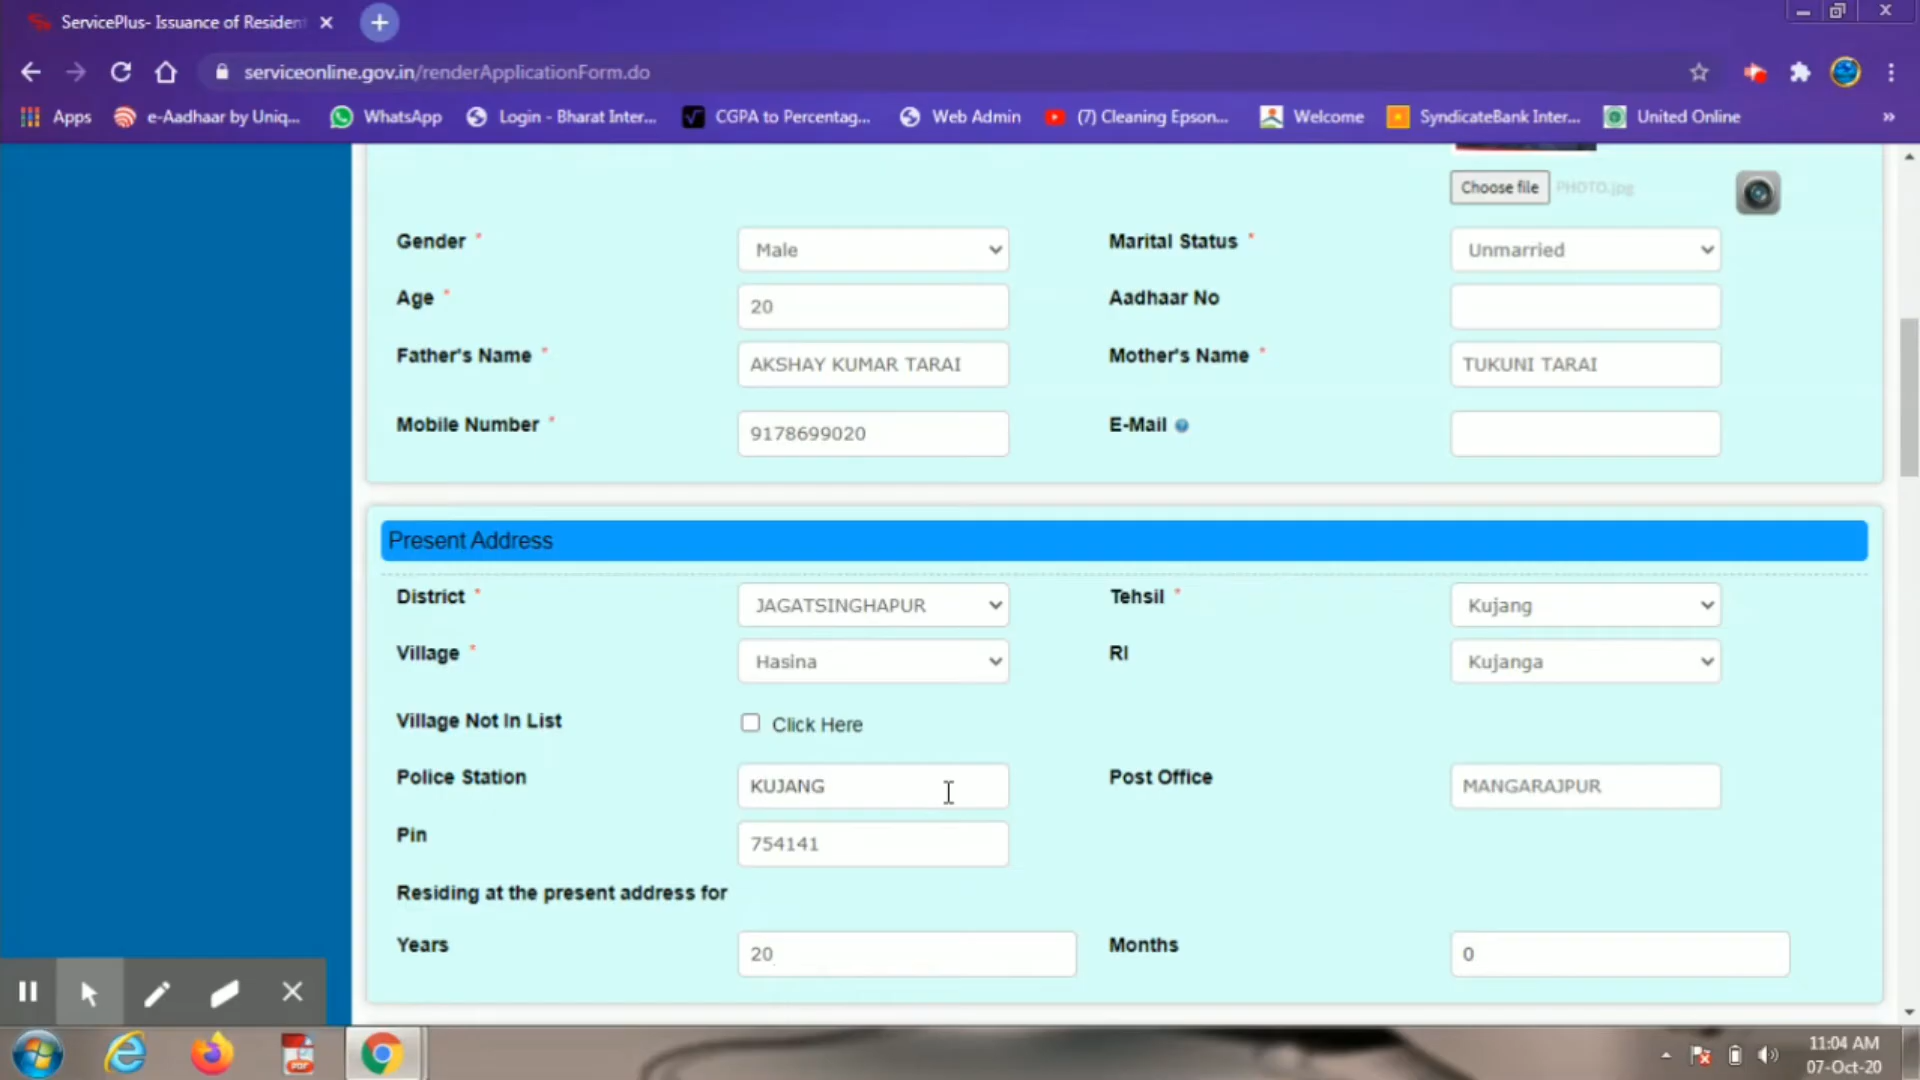 ServicePlus- Issuance of Residen
serviceonline.gov.in/renderApplicationForm.do
Apps e-Aadhaar by Uniq... WhatsApp Login - Bharat Inter... CGPA to Percentag... Web Admin (7) Cleaning Epson... Welcome SyndicateBank Inter... United Online »
Choose file PHOTO.jpg
Gender * Male Marital Status * Unmarried
Age * 20 Aadhaar No
Father's Name * AKSHAY KUMAR TARAI Mother's Name * TUKUNI TARAI
Mobile Number * 9178699020 E-Mail
Present Address
District * JAGATSINGHAPUR Tehsil * Kujang
Village * Hasina RI Kujanga
Village Not In List Click Here
Police Station KUJANG Post Office MANGARAJPUR
Pin 754141
Residing at the present address for
Years 20 Months 0
PDF
11:04 AM
07-Oct-20